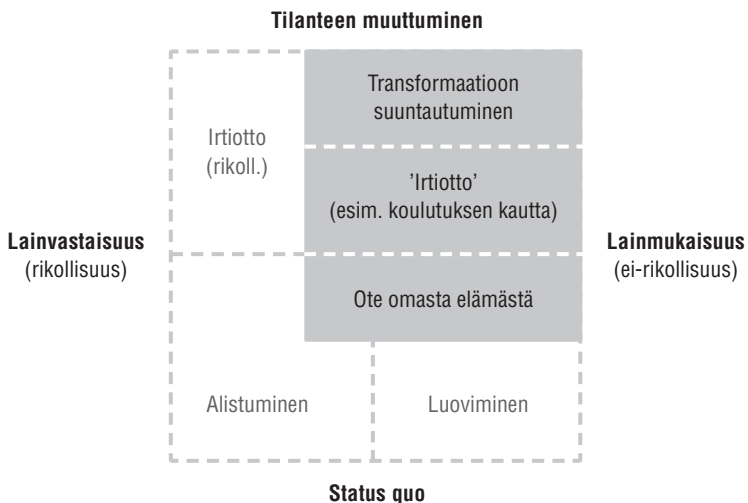 Tilanteen muuttuminen
Transformaatioon
suuntautuminen
Irtiotto
(rikoll.)
’Irtiotto’
(esim. koulutuksen kautta)
Lainvastaisuus
(rikollisuus)
Lainmukaisuus
(ei-rikollisuus)
Ote omasta elämästä
Alistuminen
Luoviminen
Status quo